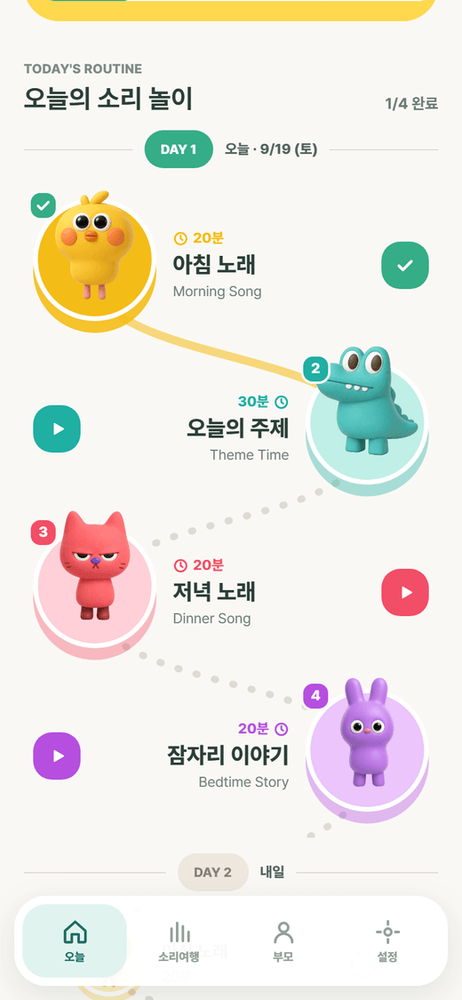 TODAY'S ROUTINE
오늘의 소리 놀이
1/4 완료
DAY 1
오늘 · 9/19 (토)
20분
아침 노래
Morning Song
2
30분
오늘의 주제
Theme Time
3
20분
저녁 노래
Dinner Song
4
20분
잠자리 이야기
Bedtime Story
DAY 2
내일
오늘
소리여행
부모
설정